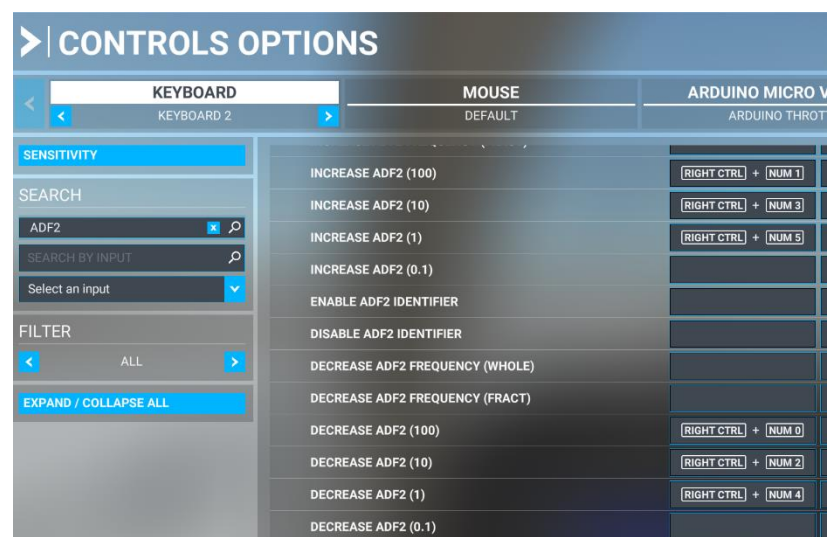 CONTROLS OPTIONS
KEYBOARD
KEYBOARD 2
MOUSE
DEFAULT
ARDUINO MICRO
ARDUINO
SENSITIVITY
SEARCH
ADF2
SEARCH BY INPUT
Select an input
FILTER
ALL
EXPAND / COLLAPSE ALL
INCREASE ADF2 (100) RIGHT CTRL + NUM 1
INCREASE ADF2 (10) RIGHT CTRL + NUM 3
INCREASE ADF2 (1) RIGHT CTRL + NUM 5
INCREASE ADF2 (0.1)
ENABLE ADF2 IDENTIFIER
DISABLE ADF2 IDENTIFIER
DECREASE ADF2 FREQUENCY (WHOLE)
DECREASE ADF2 FREQUENCY (FRACT)
DECREASE ADF2 (100) RIGHT CTRL + NUM 0
DECREASE ADF2 (10) RIGHT CTRL + NUM 2
DECREASE ADF2 (1) RIGHT CTRL + NUM 4
DECREASE ADF2 (0.1)